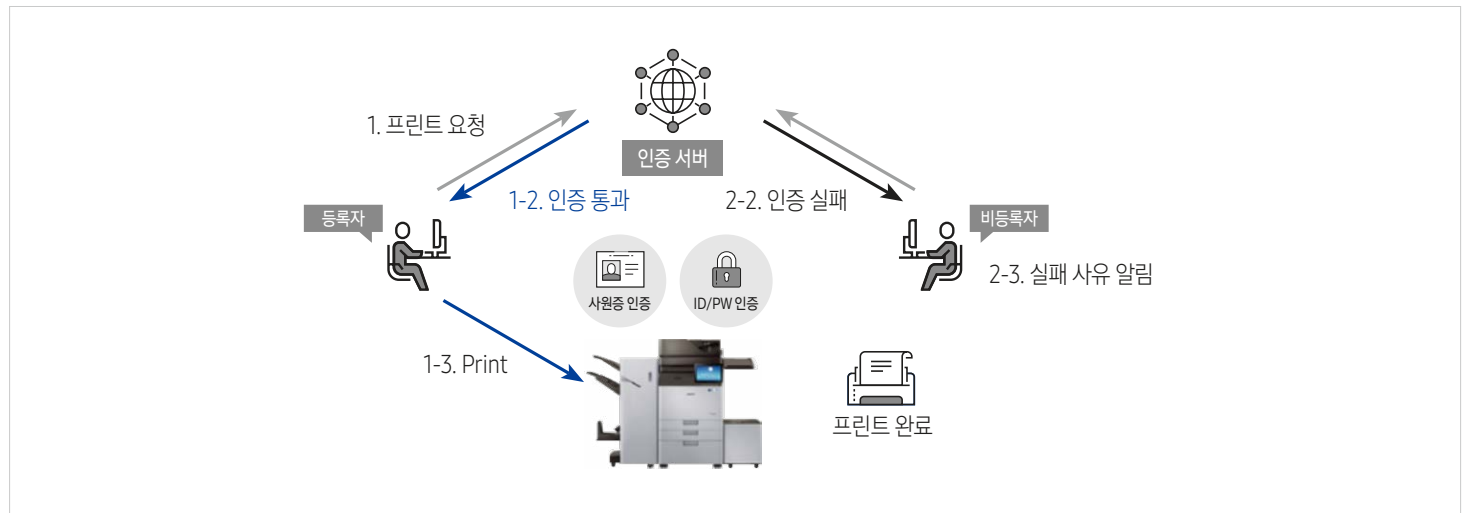 1. 프린트 요청
인증 서버
1-2. 인증 통과
2-2. 인증 실패
등록자
비등록자
2-3. 실패 사유 알림
사원증 인증
ID/PW 인증
1-3. Print
프린트 완료